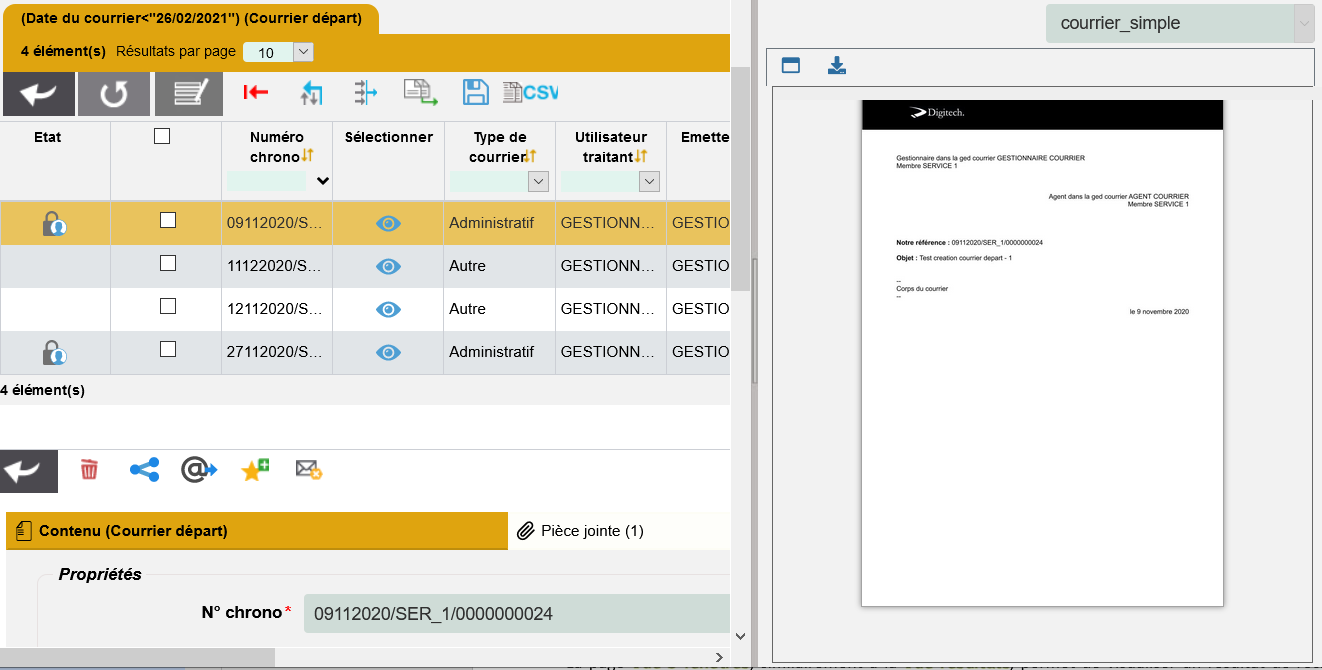 (Date du courrier<"26/02/2021") (Courrier départ)
4 élément(s) Résultats par page 10
CSV
Etat
Numéro chrono
Sélectionner
Type de courrier
Utilisateur traitant
Emette
09112020/S... Administratif GESTIONN... GESTIO
11122020/S... Autre GESTIONN... GESTIO
12112020/S... Autre GESTIONN... GESTIO
27112020/S... Administratif GESTIONN... GESTIO
4 élément(s)
Contenu (Courrier départ) Pièce jointe (1)
Propriétés
N° chrono* 09112020/SER_1/0000000024
courrier_simple
Digitech.
Gestionnaire dans la ged courrier GESTIONNAIRE COURRIER
Membre SERVICE 1
Agent dans la ged courrier AGENT COURRIER
Membre SERVICE 1
Notre référence : 09112020/SER_1/0000000024
Objet : Test creation courrier depart - 1
--
Corps du courrier
--
le 9 novembre 2020